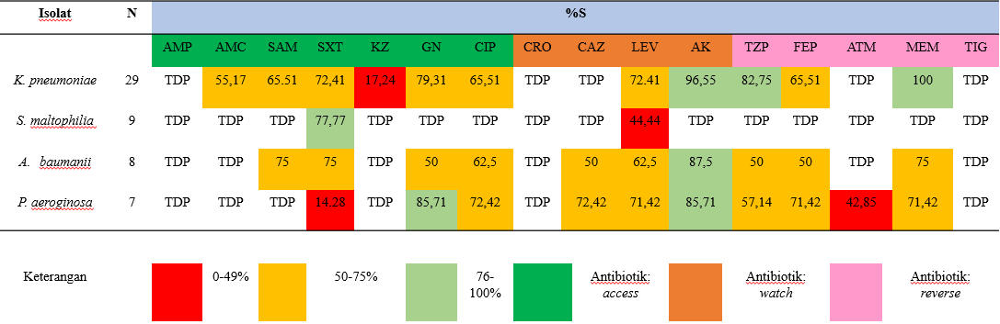 Isolat N %S
AMP AMC SAM SXT KZ GN CIP CRO CAZ LEV AK TZP FEP ATM MEM TIG
K. pneumoniae 29 TDP 55,17 65.51 72,41 17,24 79,31 65,51 TDP TDP 72.41 96,55 82,75 65,51 TDP 100 TDP
S. maltophilia 9 TDP TDP TDP 77,77 TDP TDP TDP TDP TDP 44,44 TDP TDP TDP TDP TDP TDP
A. baumanii 8 TDP TDP 75 75 TDP 50 62,5 TDP 50 62,5 87,5 50 50 TDP 75 TDP
P. aeroginosa 7 TDP TDP TDP 14.28 TDP 85,71 72,42 TDP 72,42 71,42 85,71 57,14 71,42 42,85 71,42 TDP
Keterangan 0-49% 50-75% 76-
100% Antibiotik:
access Antibiotik:
watch Antibiotik:
reverse